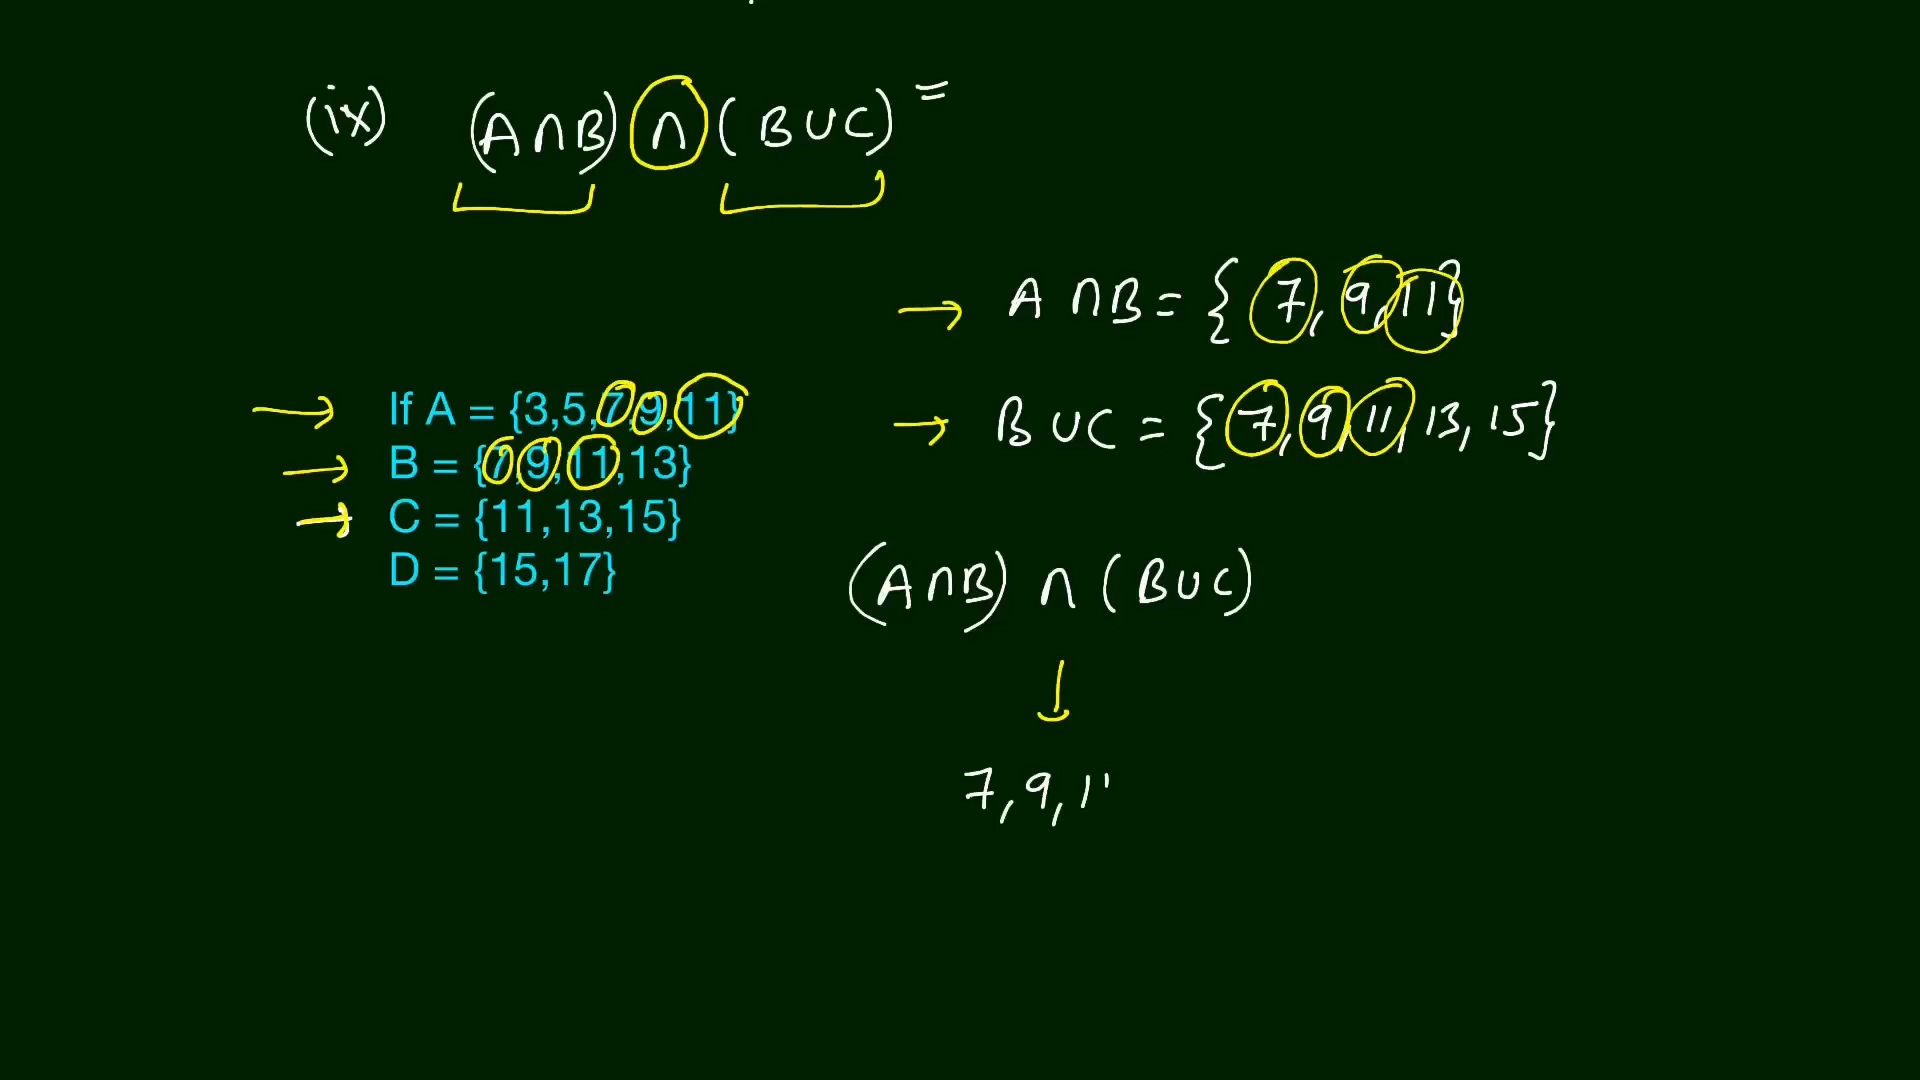 (ix) (A∩B) ∩ (B∪C) =
→ A∩B = {7, 9, 11}
→ If A = {3,5,7,9,11}
→ B∪C = {7, 9, 11, 13, 15}
→ B = {7,9,11,13}
→ C = {11,13,15}
D = {15,17}
(A∩B) ∩ (B∪C)
↓
7, 9, 11